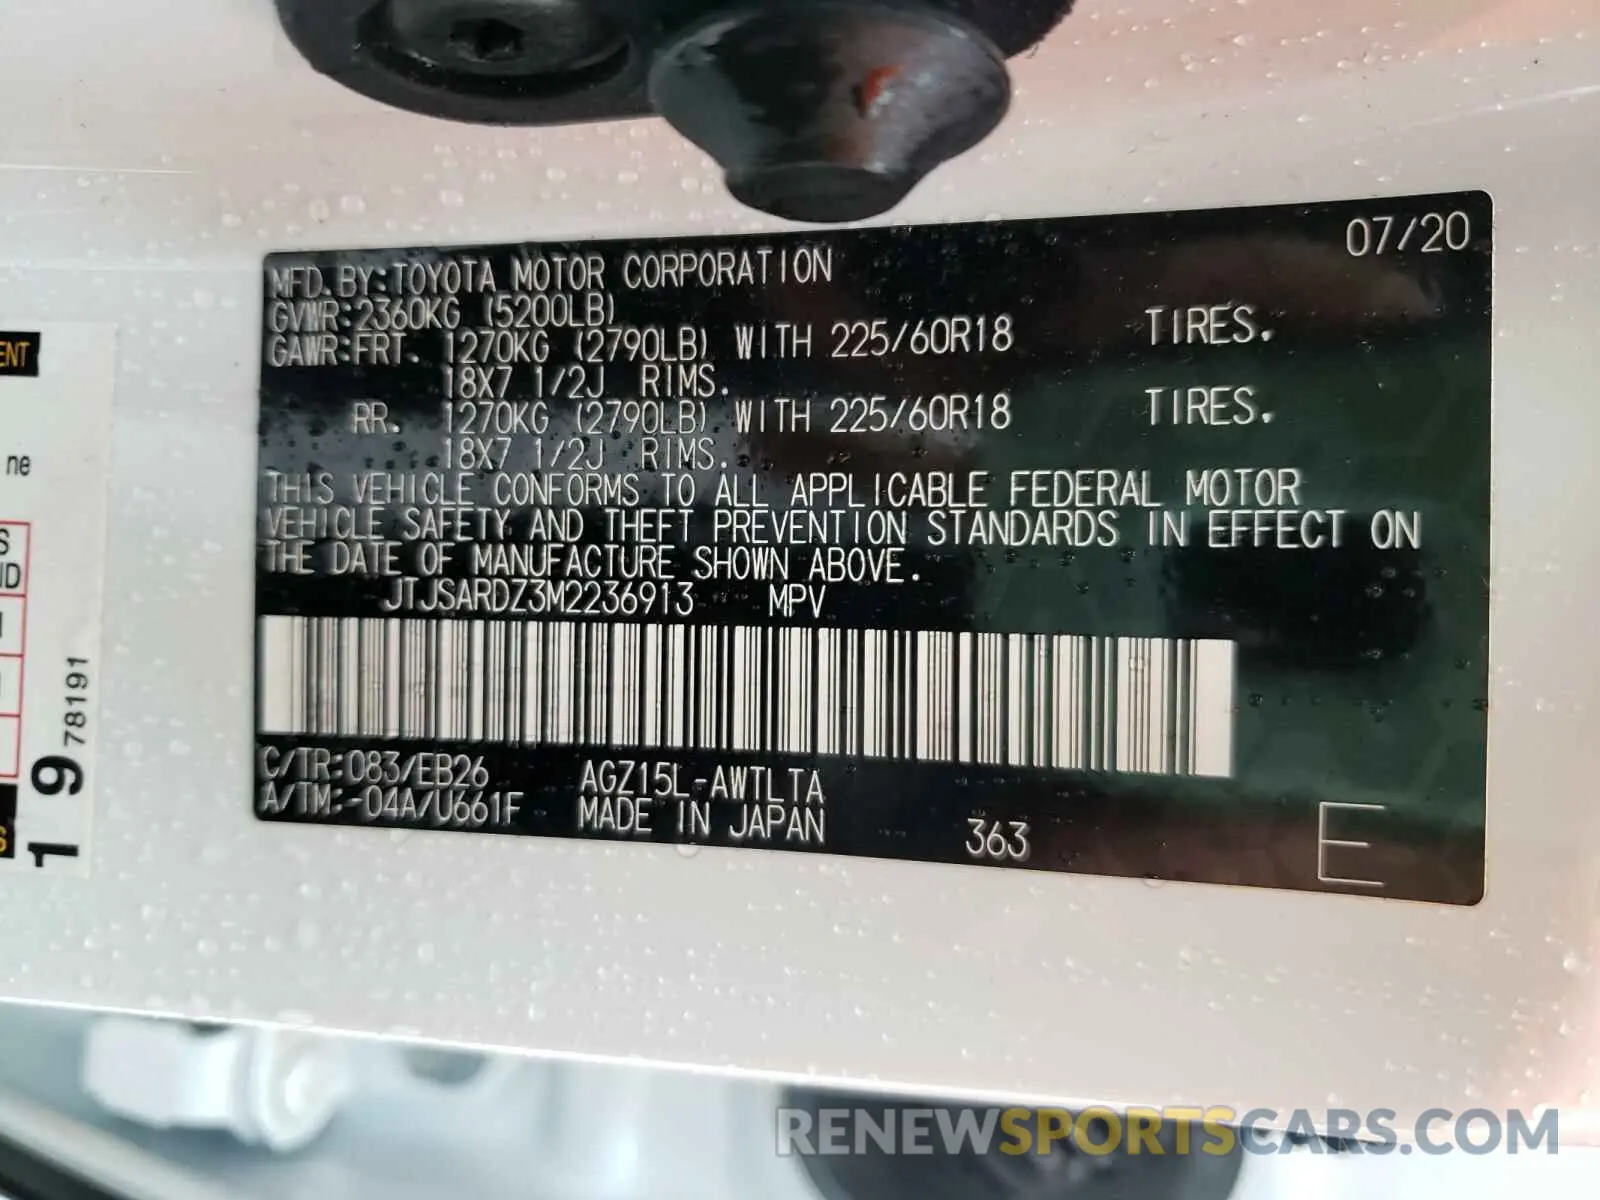 07/20
MFD. BY:TOYOTA MOTOR CORPORATION
GVWR:2360KG (5200LB)
GAWR:FRT. 1270KG (2790LB) WITH 225/60R18 TIRES.
18X7 1/2J RIMS.
RR. 1270KG (2790LB) WITH 225/60R18 TIRES.
18X7 1/2J RIMS.
THIS VEHICLE CONFORMS TO ALL APPLICABLE FEDERAL MOTOR
VEHICLE SAFETY AND THEFT PREVENTION STANDARDS IN EFFECT ON
THE DATE OF MANUFACTURE SHOWN ABOVE.
JTJSARDZ3M2236913 MPV
C/TR:083/EB26 AGZ15L-AWTLTA
A/TM:-04A/U661F MADE IN JAPAN 363 E
ENT
ne
S
ND
1978191
S
RENEWSPORTSCARS.COM